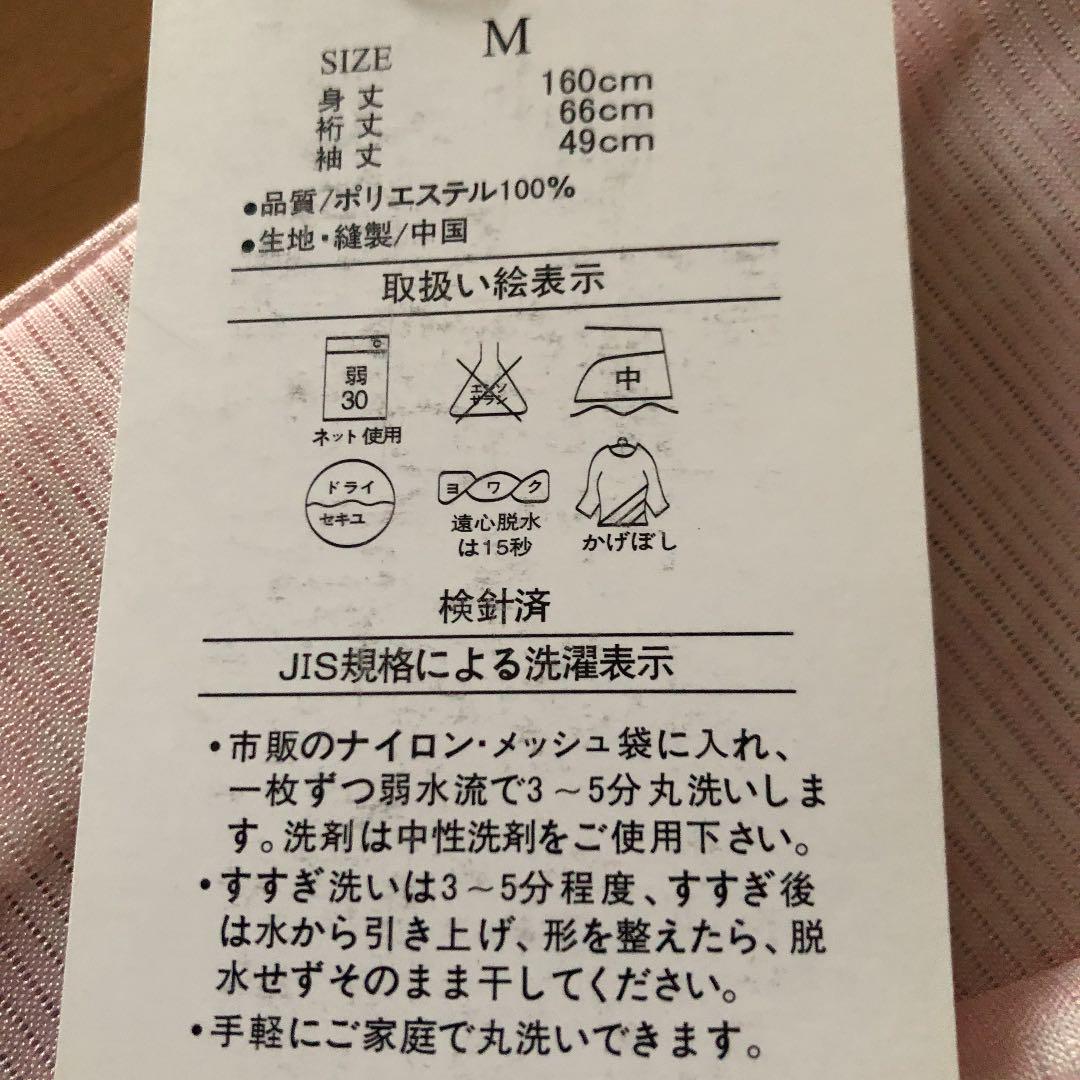 SIZE M
身丈 160cm
裄丈 66cm
袖丈 49cm
●品質/ポリエステル100%
●生地・縫製/中国
取扱い絵表示
弱
30
ネット使用
エンソ
サラシ
中
ドライ
セキユ
ヨワク
遠心脱水
は15秒
かげぼし
検針済
JIS規格による洗濯表示
・市販のナイロン・メッシュ袋に入れ、
一枚ずつ弱水流で3～5分丸洗いしま
す。洗剤は中性洗剤をご使用下さい。
・すすぎ洗いは3～5分程度、すすぎ後
は水から引き上げ、形を整えたら、脱
水せずそのまま干してください。
・手軽にご家庭で丸洗いできます。